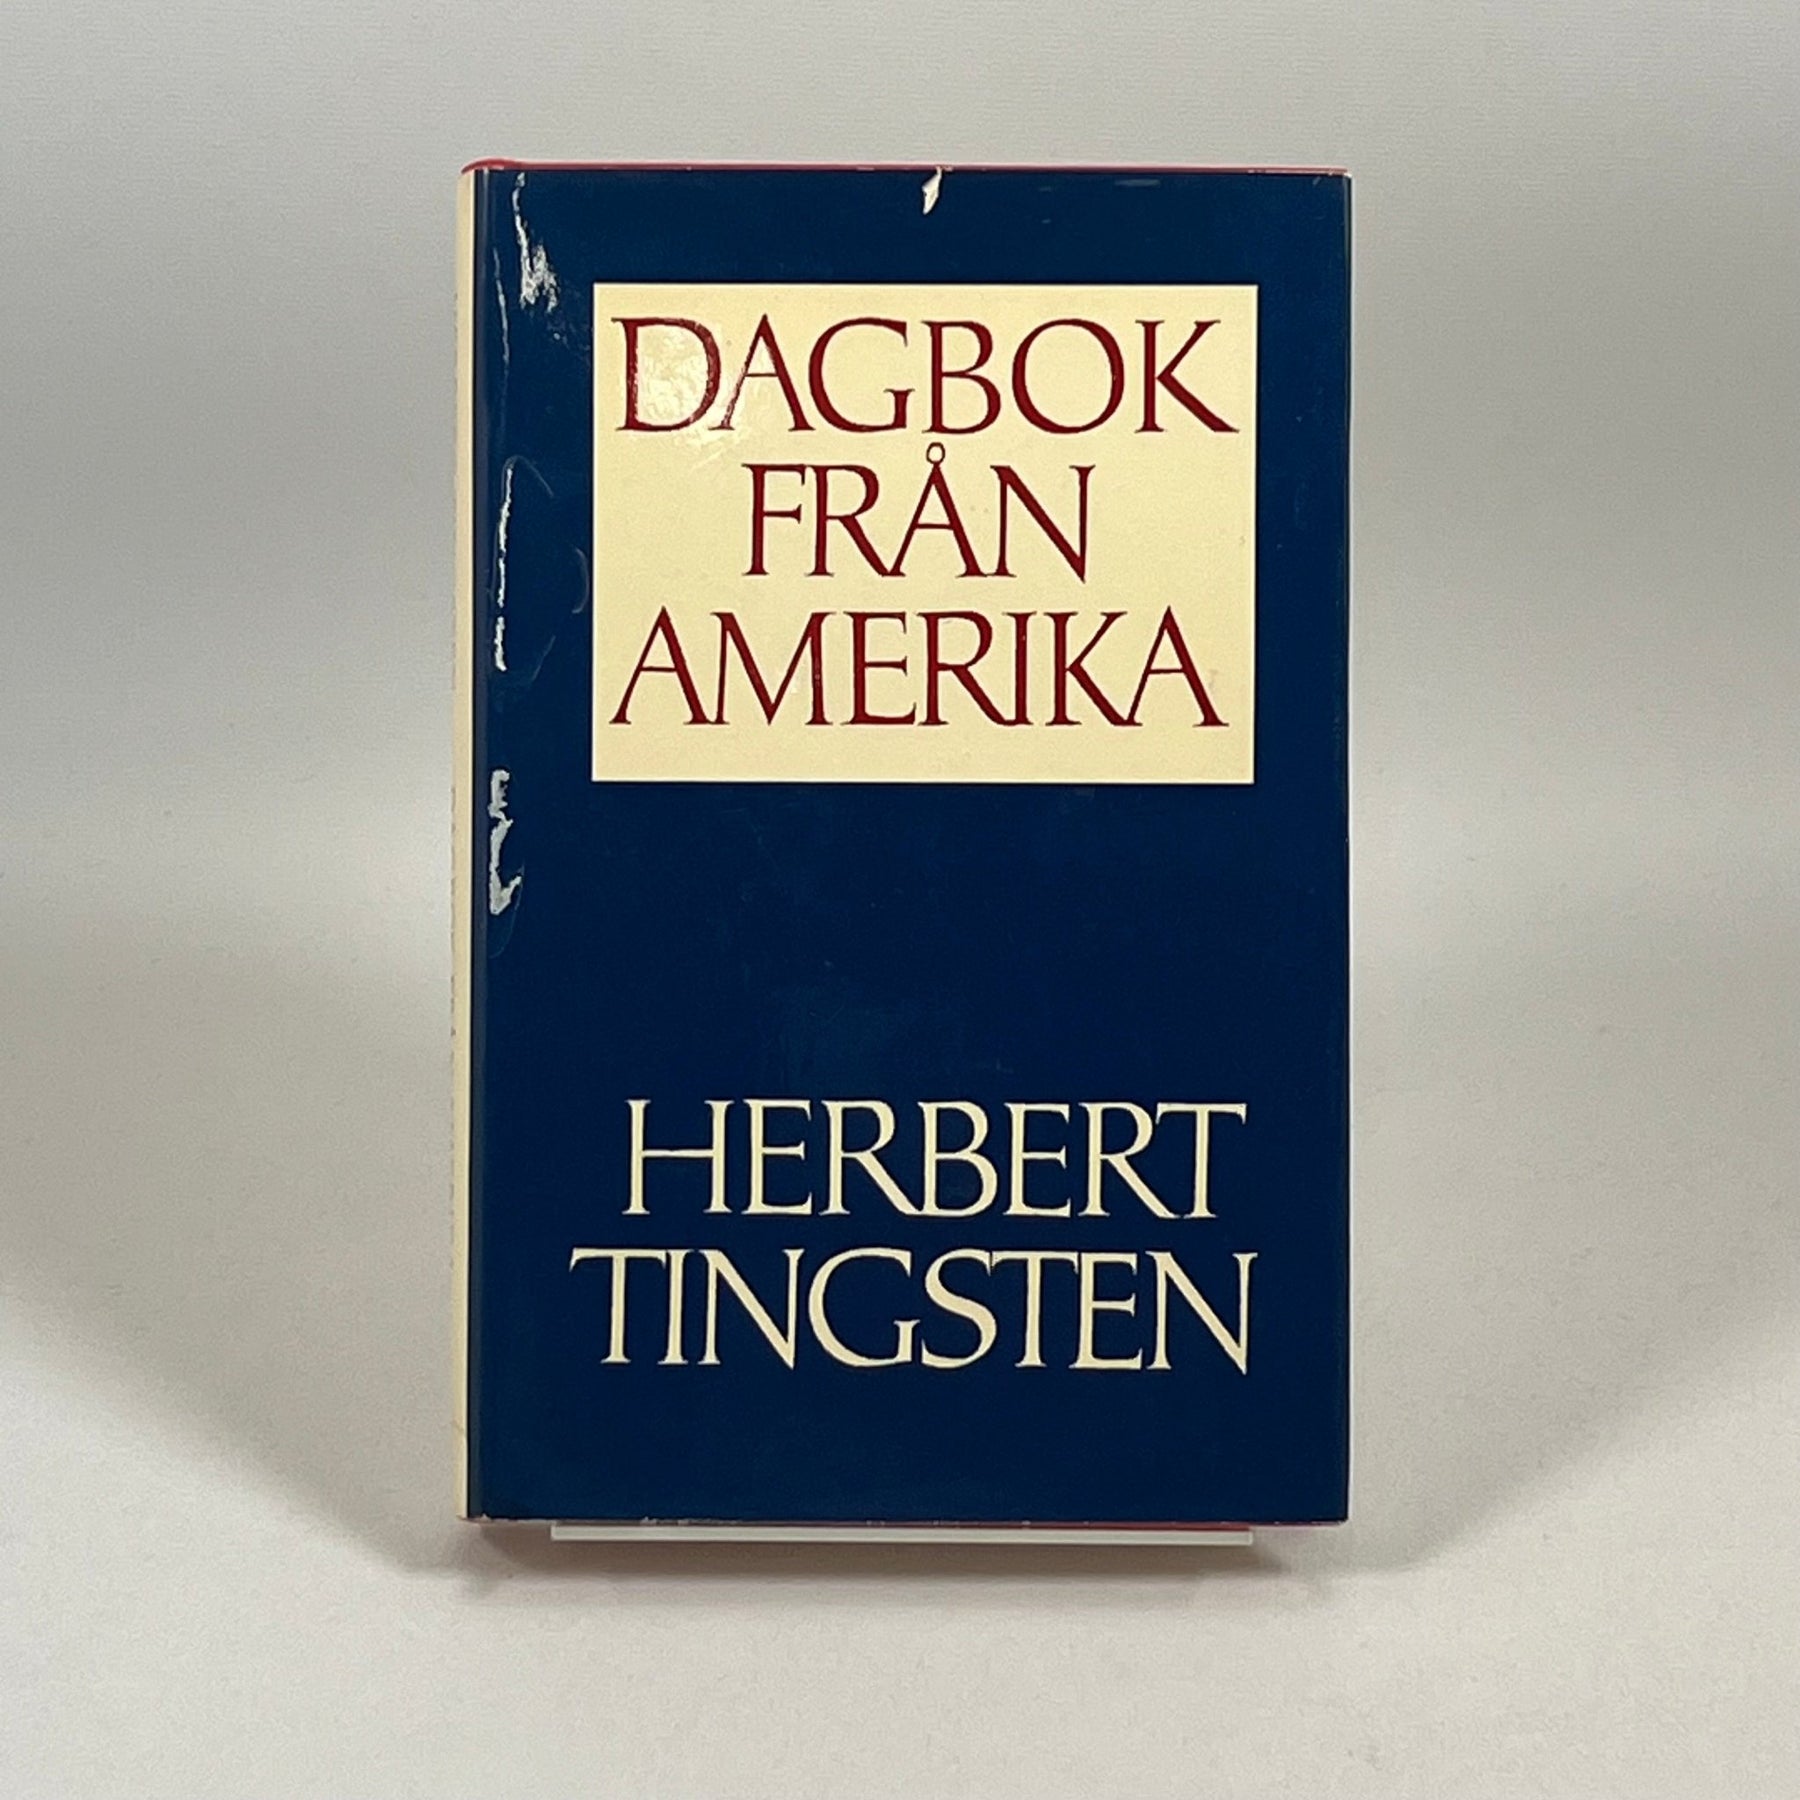 DAGBOK
FRÅN
AMERIKA
HERBERT
TINGSTEN